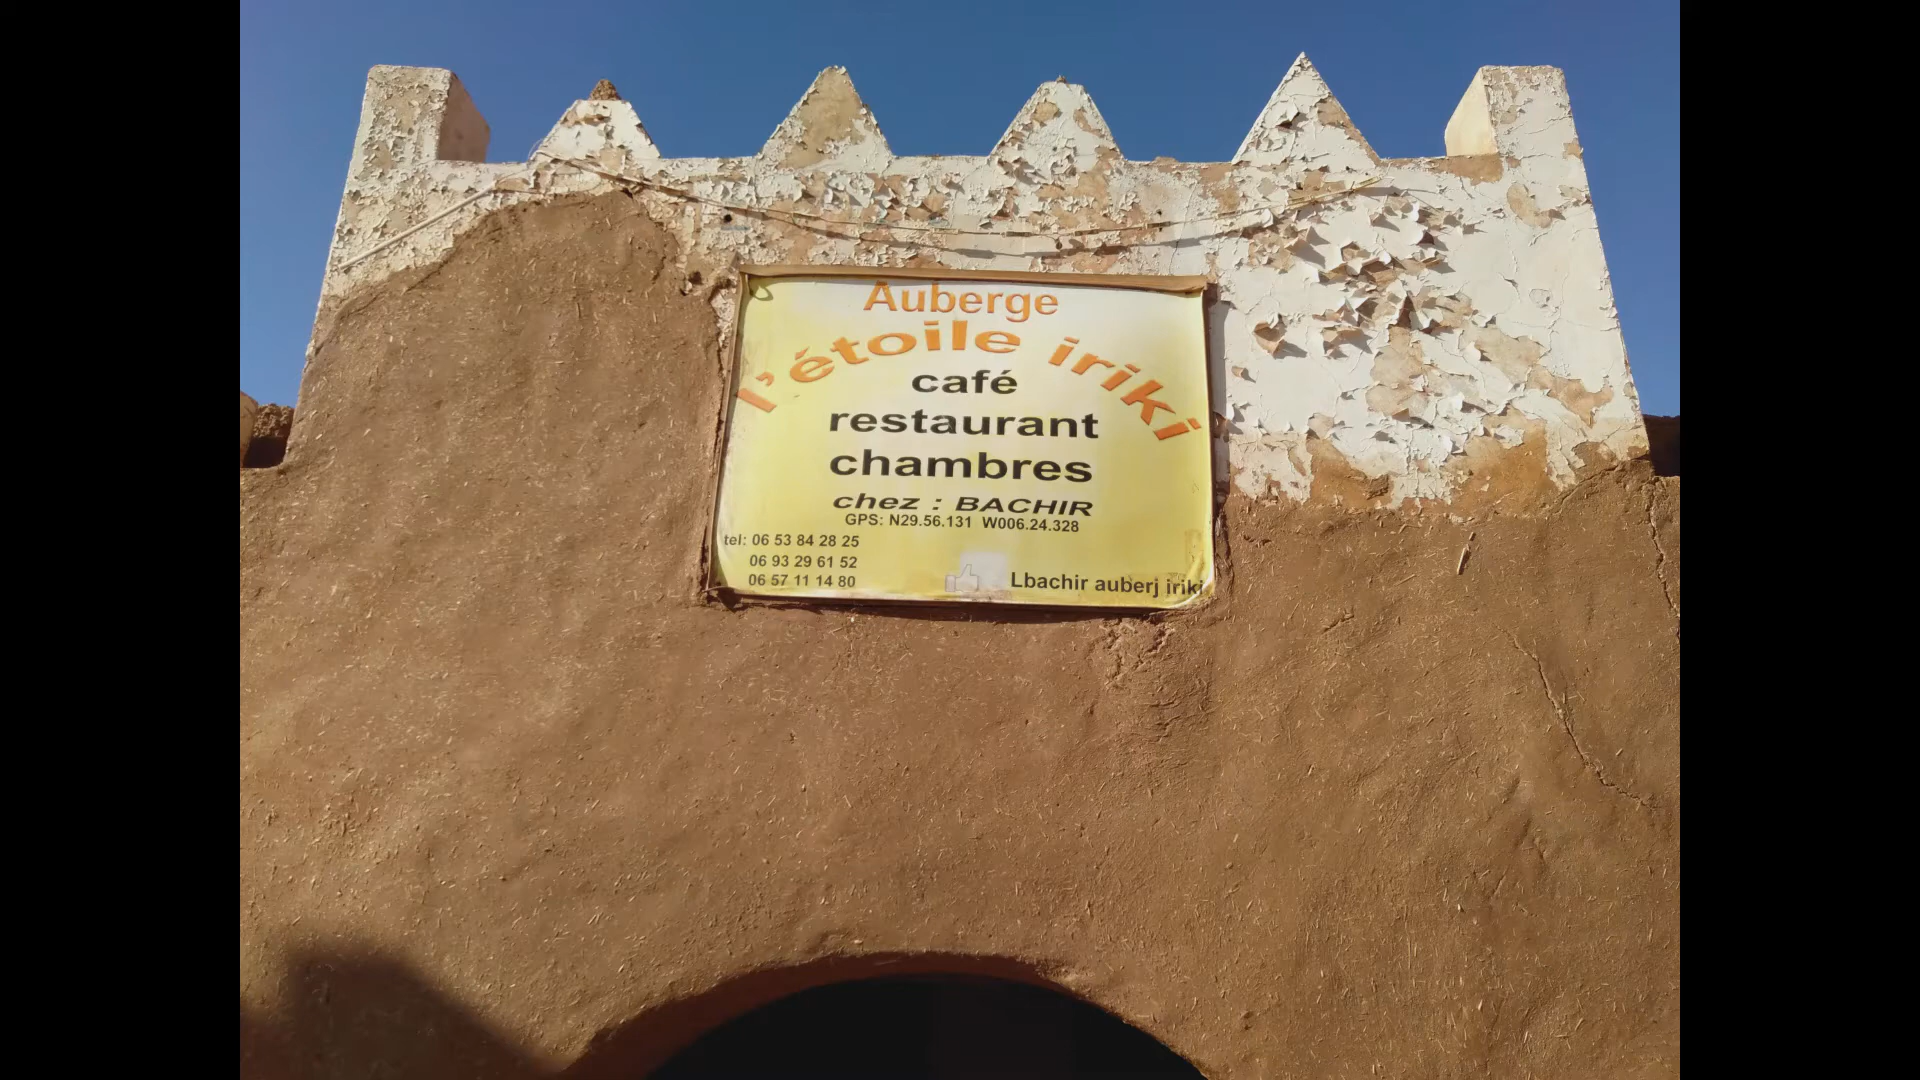 Auberge
l'étoile iriki
café
restaurant
chambres
chez : BACHIR
GPS: N29.56.131 W006.24.328
tel: 06 53 84 28 25
06 93 29 61 52
06 57 11 14 80
Lbachir auberj iriki